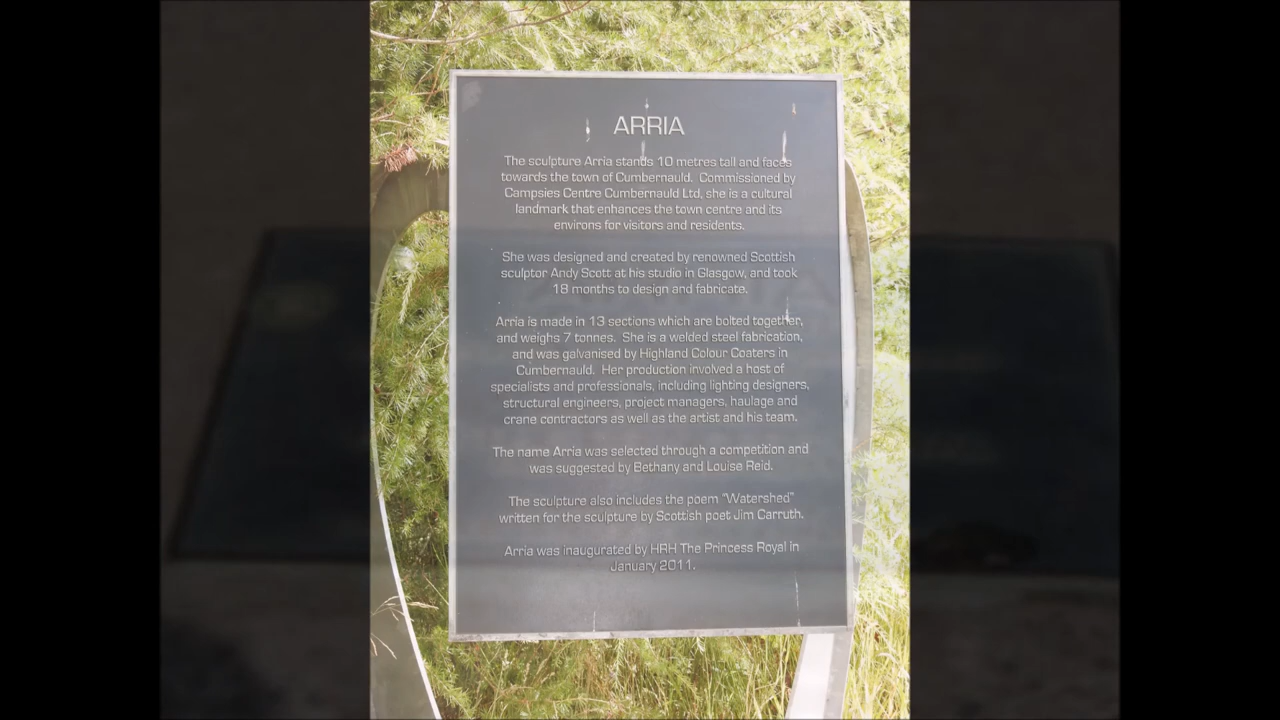 ARRIA
The sculpture Arria stands 10 metres tall and faces
towards the town of Cumbernauld. Commissioned by
Campsies Centre Cumbernauld Ltd, she is a cultural
landmark that enhances the town centre and its
environs for visitors and residents.
She was designed and created by renowned Scottish
sculptor Andy Scott at his studio in Glasgow, and took
18 months to design and fabricate.
Arria is made in 13 sections which are bolted together,
and weighs 7 tonnes. She is a welded steel fabrication,
and was galvanised by Highland Colour Coaters in
Cumbernauld. Her production involved a host of
specialists and professionals, including lighting designers,
structural engineers, project managers, haulage and
crane contractors as well as the artist and his team.
The name Arria was selected through a competition and
was suggested by Bethany and Louise Reid.
The sculpture also includes the poem "Watershed"
written for the sculpture by Scottish poet Jim Carruth.
Arria was inaugurated by HRH The Princess Royal in
January 2011.